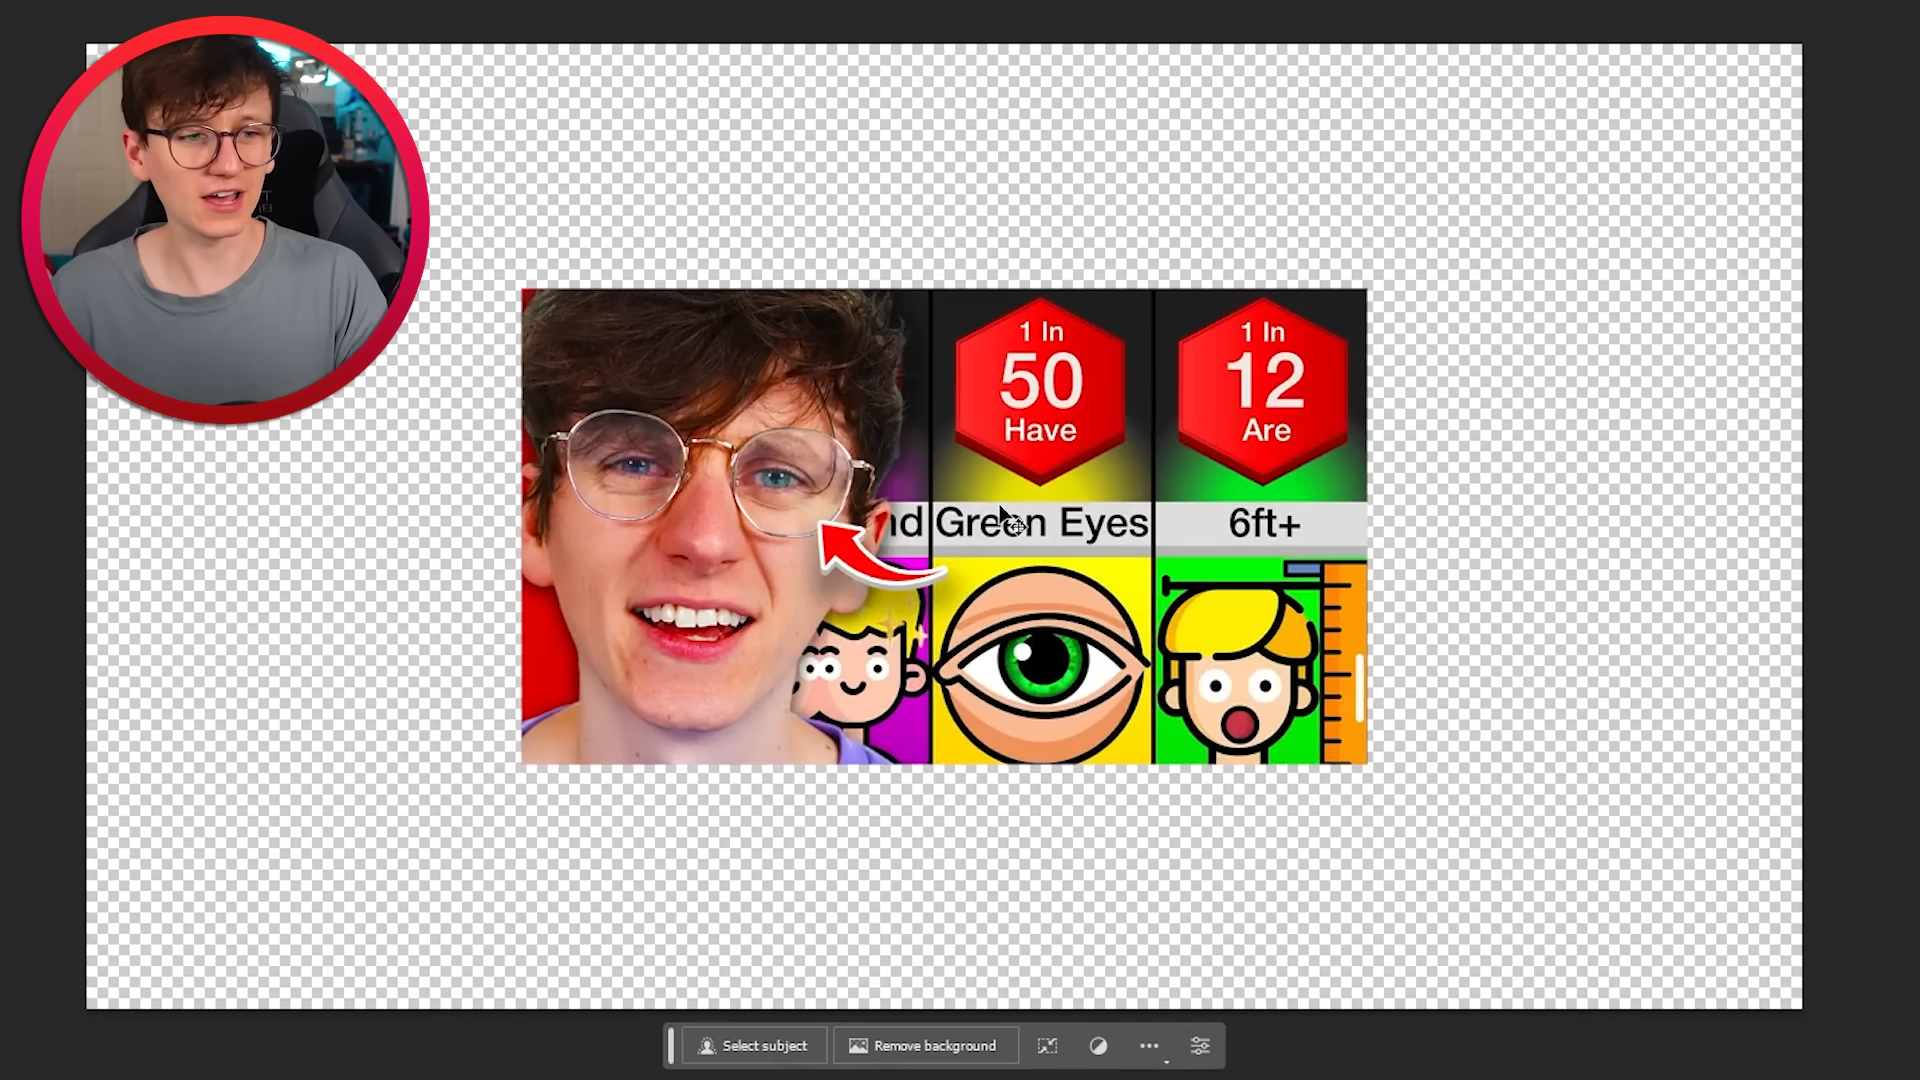 1 In
50
Have
1 In
12
Are
nd
Green Eyes
6ft+
Select subject
Remove background